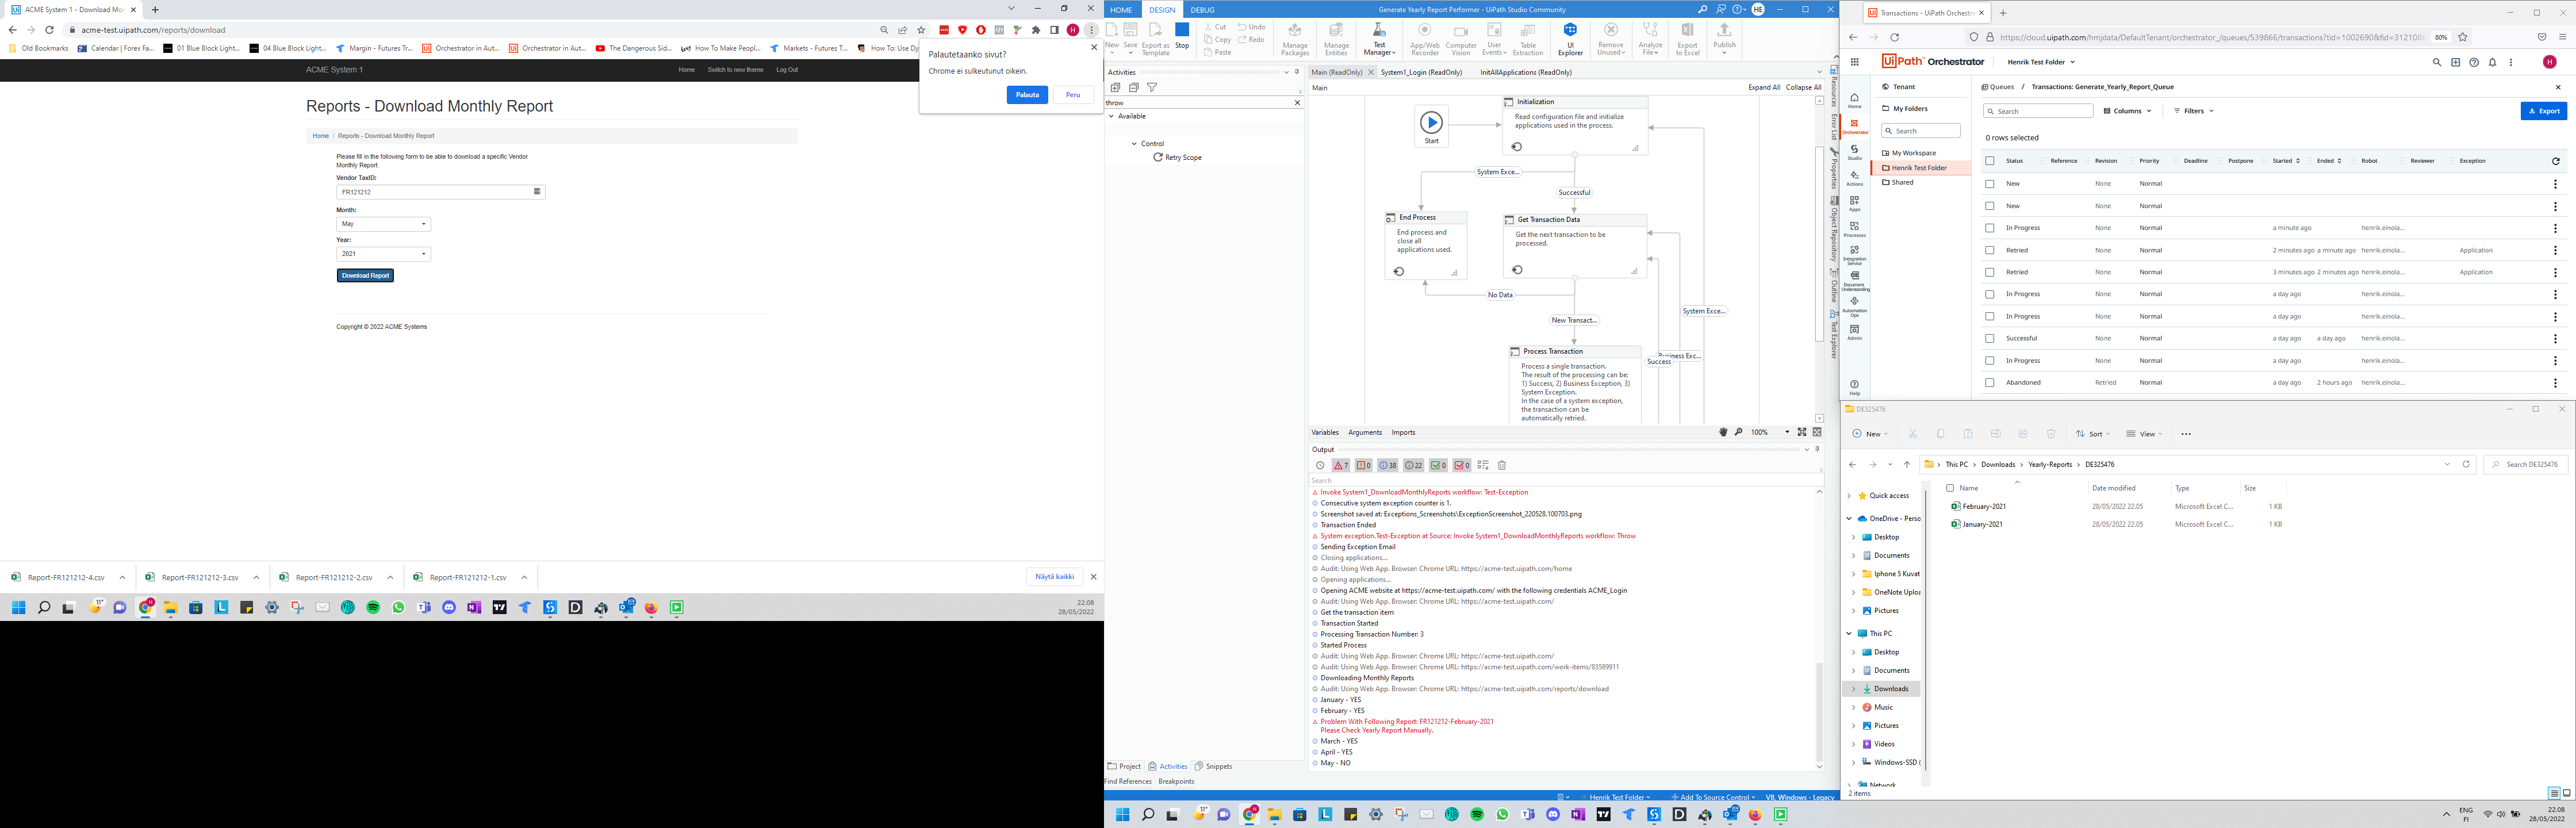 ACME System 1 - Download Mo
acme-test.uipath.com/reports/download
Old Bookmarks
Calendar | Forex Fa...
01 Blue Block Light...
04 Blue Block Light...
Margin - Futures Tr...
Orchestrator in Aut...
Orchestrator in Aut...
The Dangerous Sid...
How To Make Peopl...
Markets - Futures T...
How To: Use Dy
Palautetaanko sivut?
Chrome ei sulkeutunut oikein.
Palauta
Peru
ACME System 1
Home
Switch to new theme
Log Out
Reports - Download Monthly Report
Home / Reports - Download Monthly Report
Please fill in the following form to be able to download a specific Vendor
Monthly Report
Vendor TaxID:
FR121212
Month:
May
Year:
2021
Download Report
Copyright © 2022 ACME Systems
Report-FR121212-4.csv
Report-FR121212-3.csv
Report-FR121212-2.csv
Report-FR121212-1.csv
Näytä kaikki
11°
22.08
28/05/2022
HOME
DESIGN
DEBUG
Generate Yearly Report Performer - UiPath Studio Community
HE
New
Save
Export as Template
Stop
Cut
Copy
Paste
Undo
Redo
Manage Packages
Manage Entities
Test Manager
App/Web Recorder
Computer Vision
User Events
Table Extraction
UI Explorer
Remove Unused
Analyze File
Export to Excel
Publish
Activities
throw
Available
Control
Retry Scope
Main (ReadOnly)
System1_Login (ReadOnly)
InitAllApplications (ReadOnly)
Main
Expand All
Collapse All
Start
Initialization
Read configuration file and initialize
applications used in the process.
System Exce...
Successful
End Process
End process and
close all
applications used.
Get Transaction Data
Get the next transaction to be
processed.
No Data
New Transact...
System Exce...
Business Exc...
Success
Process Transaction
Process a single transaction.
The result of the processing can be:
1) Success, 2) Business Exception, 3)
System Exception.
In the case of a system exception,
the transaction can be
automatically retried.
Resources
Error List
Properties
Object Repository
Outline
Test Explorer
Variables
Arguments
Imports
100%
Output
7
0
38
22
0
0
Search
Invoke System1_DownloadMonthlyReports workflow: Test-Exception
Consecutive system exception counter is 1.
Screenshot saved at: Exceptions_Screenshots\ExceptionScreenshot_220528.100703.png
Transaction Ended
System exception.Test-Exception at Source: Invoke System1_DownloadMonthlyReports workflow: Throw
Sending Exception Email
Closing applications...
Audit: Using Web App. Browser: Chrome URL: https://acme-test.uipath.com/home
Opening applications...
Opening ACME website at https://acme-test.uipath.com/ with the following credentials ACME_Login
Audit: Using Web App. Browser: Chrome URL: https://acme-test.uipath.com/
Get the transaction item
Transaction Started
Processing Transaction Number: 3
Started Process
Audit: Using Web App. Browser: Chrome URL: https://acme-test.uipath.com/
Audit: Using Web App. Browser: Chrome URL: https://acme-test.uipath.com/work-items/83589911
Downloading Monthly Reports
Audit: Using Web App. Browser: Chrome URL: https://acme-test.uipath.com/reports/download
January - YES
February - YES
Problem With Following Report: FR121212-February-2021
Please Check Yearly Report Manually.
March - YES
April - YES
May - NO
Project
Activities
Snippets
Find References
Breakpoints
Henrik Test Folder
Add To Source Control
VB, Windows - Legacy
11°
ENG
FI
22.08
28/05/2022
Transactions - UiPath Orchestra
https://cloud.uipath.com/hmjdata/DefaultTenant/orchestrator_/queues/539866/transactions?tid=1002690&fid=312108
80%
UiPath Orchestrator
Henrik Test Folder
H
Home
Orchestrator
Studio
Actions
Apps
Processes
Integration Service
Document Understanding
Automation Ops
Admin
Help
Tenant
My Folders
Search
My Workspace
Henrik Test Folder
Shared
Queues / Transactions: Generate_Yearly_Report_Queue
Search
Columns
Filters
Export
0 rows selected
Status Reference Revision Priority Deadline Postpone Started Ended Robot Reviewer Exception
New None Normal
New None Normal
In Progress None Normal a minute ago henrik.einola...
Retried None Normal 2 minutes ago a minute ago henrik.einola... Application
Retried None Normal 3 minutes ago 2 minutes ago henrik.einola... Application
In Progress None Normal a day ago henrik.einola...
In Progress None Normal a day ago henrik.einola...
Successful None Normal a day ago a day ago henrik.einola...
In Progress None Normal a day ago henrik.einola...
Abandoned Retried Normal a day ago 2 hours ago henrik.einola...
DE325476
New
Sort
View
This PC > Downloads > Yearly-Reports > DE325476
Search DE325476
Quick access
OneDrive - Perso
Desktop
Documents
Iphone 5 Kuvat
OneNote Uploa
Pictures
This PC
Desktop
Documents
Downloads
Music
Pictures
Videos
Windows-SSD (
Network
Name Date modified Type Size
February-2021 28/05/2022 22.05 Microsoft Excel C... 1 KB
January-2021 28/05/2022 22.05 Microsoft Excel C... 1 KB
2 items